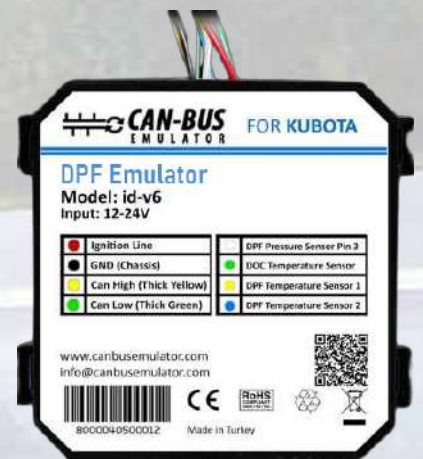 CAN-BUS
EMULATOR
FOR KUBOTA
DPF Emulator
Model: id-v6
Input: 12-24V
Ignition Line
GND (Chassis)
Can High (Thick Yellow)
Can Low (Thick Green)
DPF Pressure Sensor Pin 3
DOC Temperature Sensor
DPF Temperature Sensor 1
DPF Temperature Sensor 2
www.canbusemulator.com
info@canbusemulator.com
8000040500012
CE
RoHS
COMPLIANT
Made in Turkey